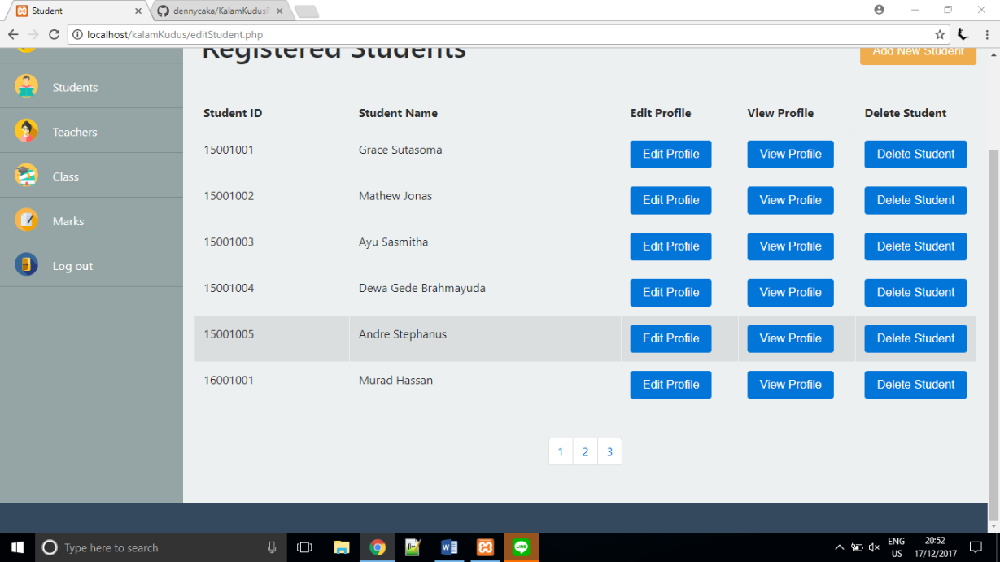 Student
dennycaka/KalamKudus
localhost/kalamKudus/editStudent.php
Registered Students
Add New Student
Students
Teachers
Class
Marks
Log out
Student ID Student Name Edit Profile View Profile Delete Student
15001001 Grace Sutasoma Edit Profile View Profile Delete Student
15001002 Mathew Jonas Edit Profile View Profile Delete Student
15001003 Ayu Sasmitha Edit Profile View Profile Delete Student
15001004 Dewa Gede Brahmayuda Edit Profile View Profile Delete Student
15001005 Andre Stephanus Edit Profile View Profile Delete Student
16001001 Murad Hassan Edit Profile View Profile Delete Student
1 2 3
Type here to search
LINE
ENG
US
20:52
17/12/2017